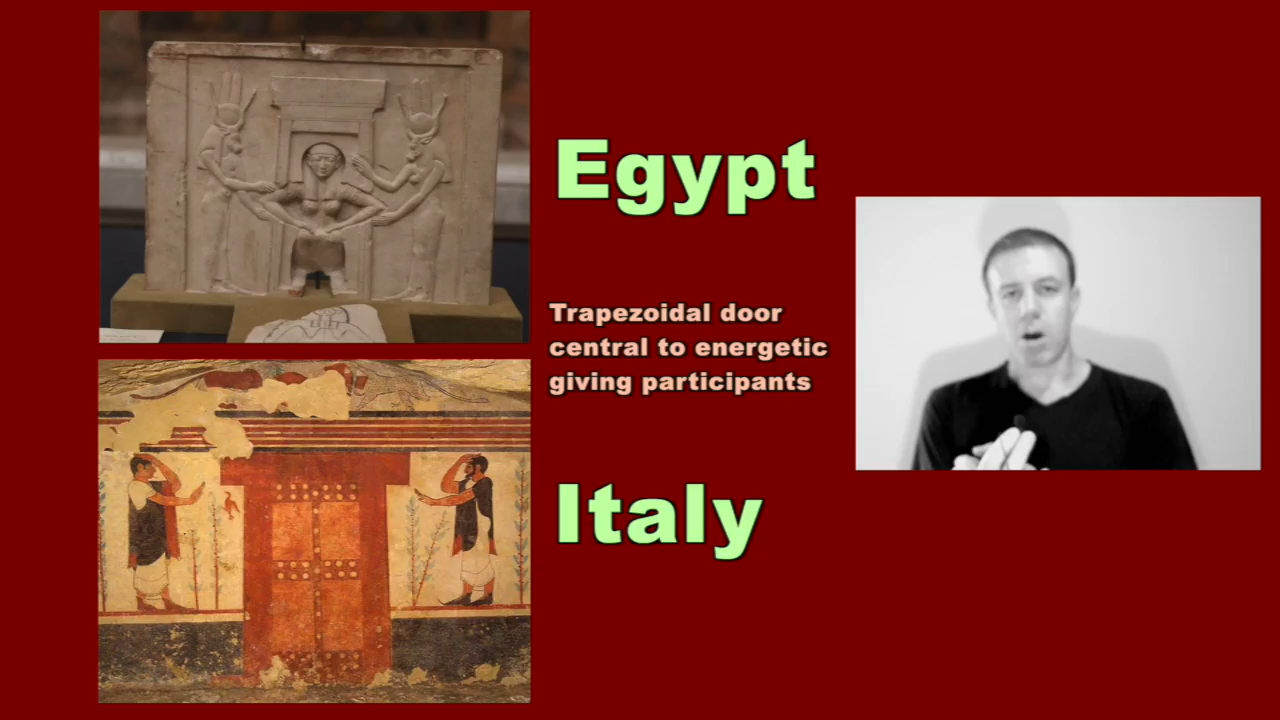 Egypt
Trapezoidal door
central to energetic
giving participants
Italy